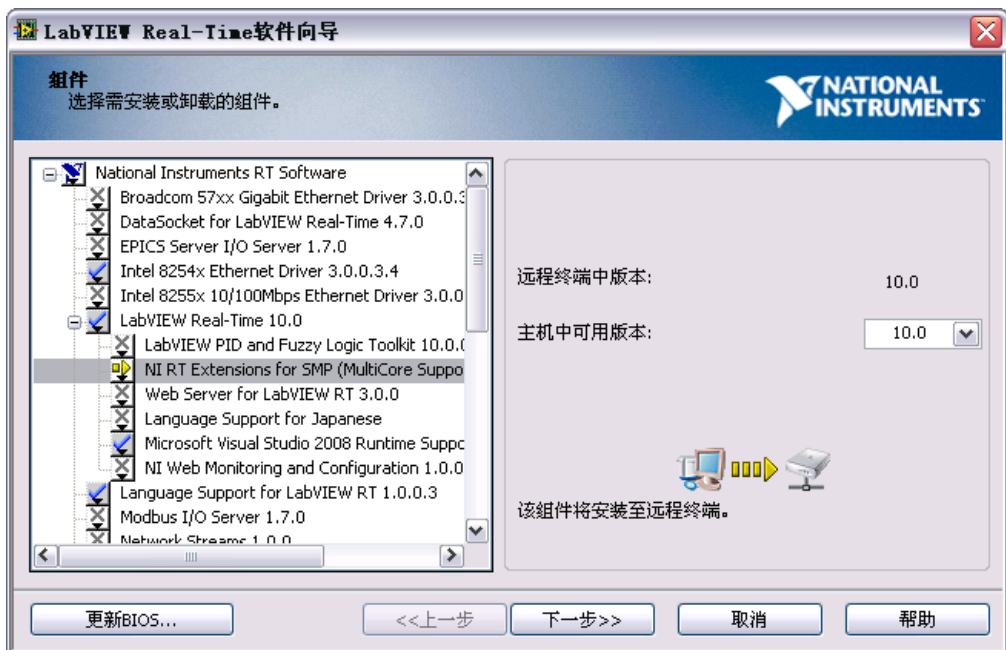 LabVIEW Real-Time软件向导
组件
选择需安装或卸载的组件。
NATIONAL
INSTRUMENTS
National Instruments RT Software
Broadcom 57xx Gigabit Ethernet Driver 3.0.0.3
DataSocket for LabVIEW Real-Time 4.7.0
EPICS Server I/O Server 1.7.0
Intel 8254x Ethernet Driver 3.0.0.3.4
Intel 8255x 10/100Mbps Ethernet Driver 3.0.0
LabVIEW Real-Time 10.0
LabVIEW PID and Fuzzy Logic Toolkit 10.0.0
NI RT Extensions for SMP (MultiCore Suppo
Web Server for LabVIEW RT 3.0.0
Language Support for Japanese
Microsoft Visual Studio 2008 Runtime Suppo
NI Web Monitoring and Configuration 1.0.0
Language Support for LabVIEW RT 1.0.0.3
Modbus I/O Server 1.7.0
Network Streams 1.0.0
远程终端中版本: 10.0
主机中可用版本: 10.0
该组件将安装至远程终端。
更新BIOS... <<上一步 下一步>> 取消 帮助